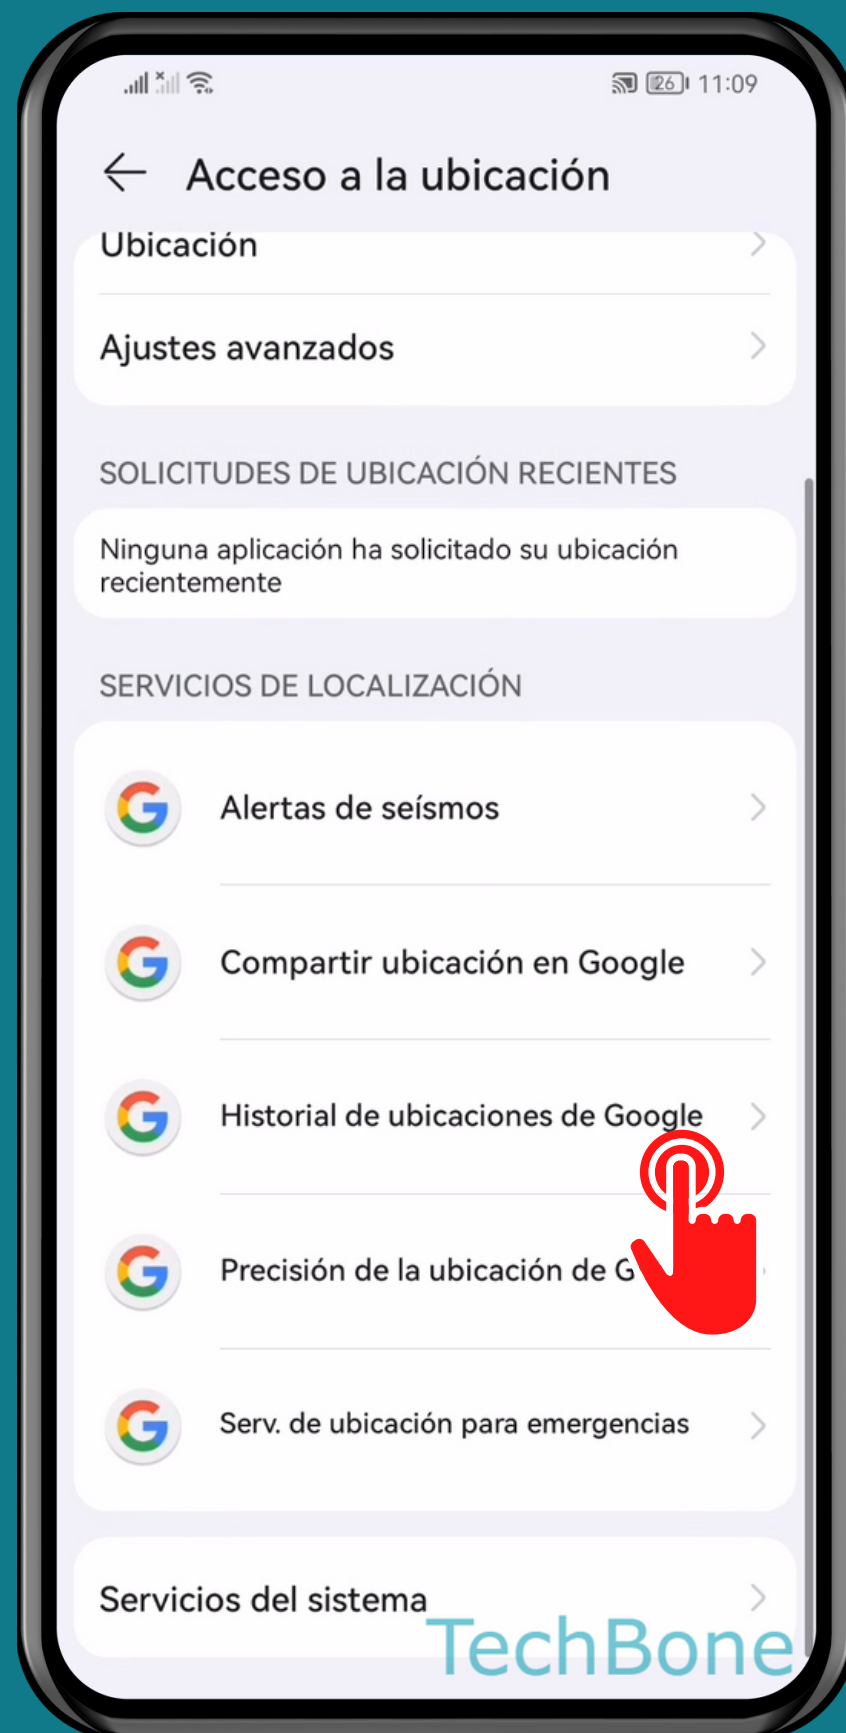 26 11:09
Acceso a la ubicación
Ubicación
Ajustes avanzados
SOLICITUDES DE UBICACIÓN RECIENTES
Ninguna aplicación ha solicitado su ubicación
recientemente
SERVICIOS DE LOCALIZACIÓN
Alertas de seísmos
Compartir ubicación en Google
Historial de ubicaciones de Google
Precisión de la ubicación de G
Serv. de ubicación para emergencias
Servicios del sistema
TechBone